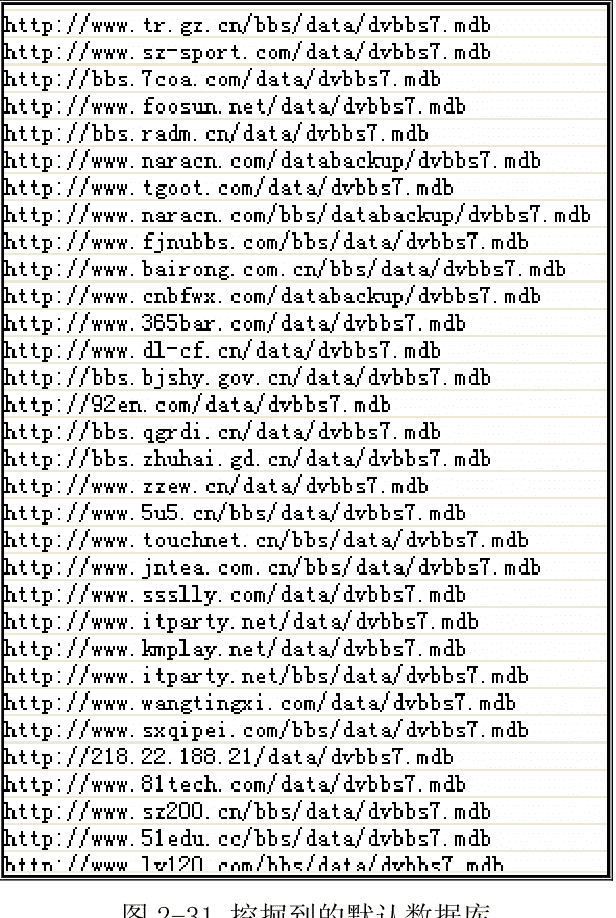 http://www.tr.gz.cn/bbs/data/dvbbs7.mdb
http://www.sz-sport.com/data/dvbbs7.mdb
http://bbs.7coa.com/data/dvbbs7.mdb
http://www.foosun.net/data/dvbbs7.mdb
http://bbs.radm.cn/data/dvbbs7.mdb
http://www.naracn.com/databackup/dvbbs7.mdb
http://www.tgoot.com/data/dvbbs7.mdb
http://www.naracn.com/bbs/databackup/dvbbs7.mdb
http://www.fjnubbs.com/bbs/data/dvbbs7.mdb
http://www.bairong.com.cn/bbs/data/dvbbs7.mdb
http://www.cnbfwx.com/databackup/dvbbs7.mdb
http://www.365bar.com/data/dvbbs7.mdb
http://www.dl-cf.cn/data/dvbbs7.mdb
http://bbs.bjshy.gov.cn/data/dvbbs7.mdb
http://92en.com/data/dvbbs7.mdb
http://bbs.qgrdi.cn/data/dvbbs7.mdb
http://bbs.zhuhai.gd.cn/data/dvbbs7.mdb
http://www.zzew.cn/data/dvbbs7.mdb
http://www.5u5.cn/bbs/data/dvbbs7.mdb
http://www.touchnet.cn/bbs/data/dvbbs7.mdb
http://www.jntea.com.cn/bbs/data/dvbbs7.mdb
http://www.ssslly.com/data/dvbbs7.mdb
http://www.itparty.net/data/dvbbs7.mdb
http://www.kmplay.net/data/dvbbs7.mdb
http://www.itparty.net/bbs/data/dvbbs7.mdb
http://www.wangtingxi.com/data/dvbbs7.mdb
http://www.sxqipei.com/bbs/data/dvbbs7.mdb
http://218.22.188.21/data/dvbbs7.mdb
http://www.81tech.com/data/dvbbs7.mdb
http://www.sz200.cn/bbs/data/dvbbs7.mdb
http://www.51edu.cc/bbs/data/dvbbs7.mdb
http://www.ly120.com/bbs/data/dvbbs7.mdb
图 2-31 挖掘到的默认数据库